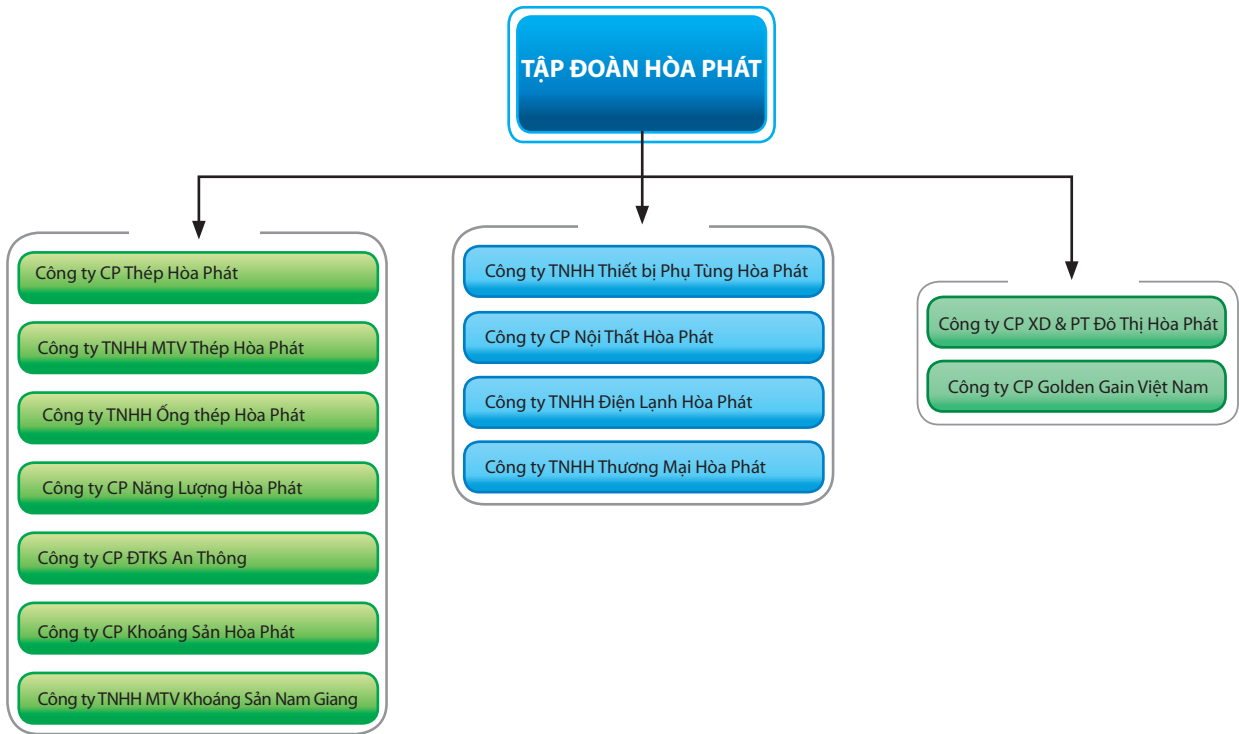 TẬP ĐOÀN HÒA PHÁT
Công ty CP Thép Hòa Phát
Công ty TNHH MTV Thép Hòa Phát
Công ty TNHH Ống thép Hòa Phát
Công ty CP Năng Lượng Hòa Phát
Công ty CP ĐTKS An Thông
Công ty CP Khoáng Sản Hòa Phát
Công ty TNHH MTV Khoáng Sản Nam Giang
Công ty TNHH Thiết bị Phụ Tùng Hòa Phát
Công ty CP Nội Thất Hòa Phát
Công ty TNHH Điện Lạnh Hòa Phát
Công ty TNHH Thương Mại Hòa Phát
Công ty CP XD & PT Đô Thị Hòa Phát
Công ty CP Golden Gain Việt Nam